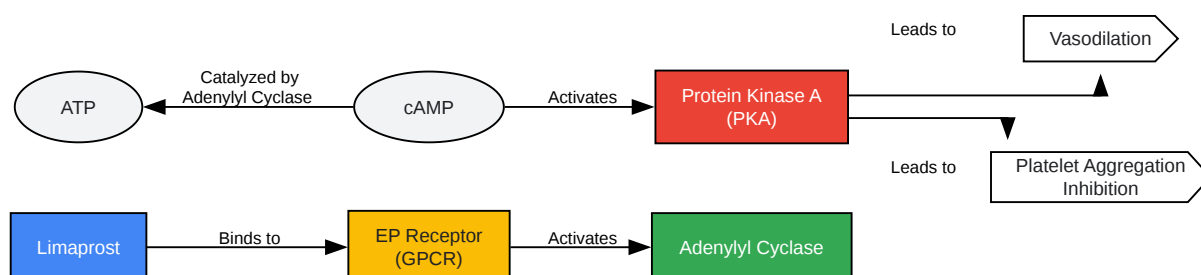 Leads to
Vasodilation
Catalyzed by
Adenylyl Cyclase
ATP
cAMP
Activates
Protein Kinase A
(PKA)
Leads to
Platelet Aggregation
Inhibition
Limaprost
Binds to
EP Receptor
(GPCR)
Activates
Adenylyl Cyclase